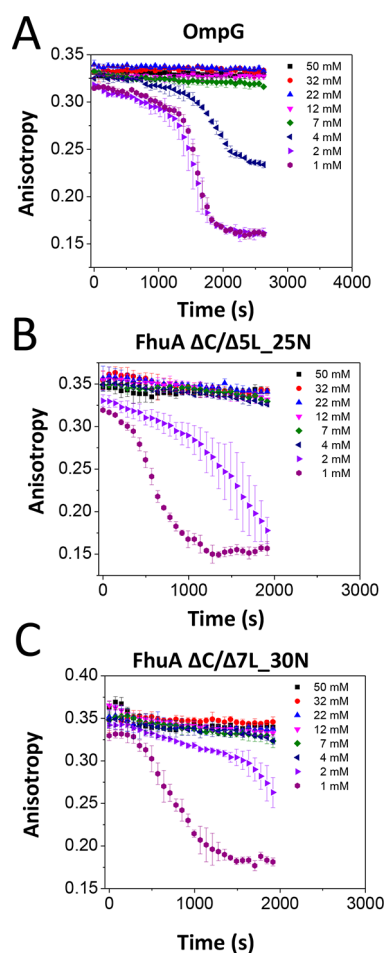 A
OmpG
0.35
0.30
0.25
0.20
0.15
Anisotropy
50 mM
32 mM
22 mM
12 mM
7 mM
4 mM
2 mM
1 mM
0 1000 2000 3000 4000
Time (s)
B
FhuA ΔC/Δ5L_25N
0.35
0.30
0.25
0.20
0.15
Anisotropy
50 mM
32 mM
22 mM
12 mM
7 mM
4 mM
2 mM
1 mM
0 1000 2000 3000
Time (s)
C
FhuA ΔC/Δ7L_30N
0.40
0.35
0.30
0.25
0.20
0.15
Anisotropy
50 mM
32 mM
22 mM
12 mM
7 mM
4 mM
2 mM
1 mM
0 1000 2000 3000
Time (s)